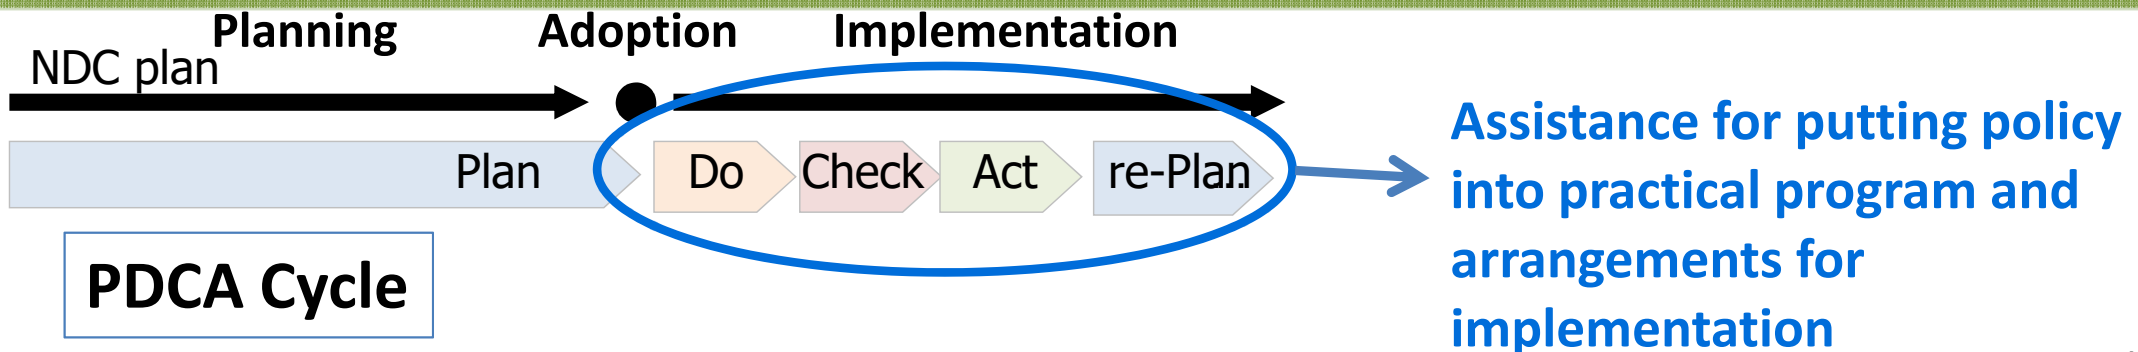 Planning
Adoption
Implementation
NDC plan
Plan
Do
Check
Act
re-Plan...
PDCA Cycle
Assistance for putting policy
into practical program and
arrangements for
implementation